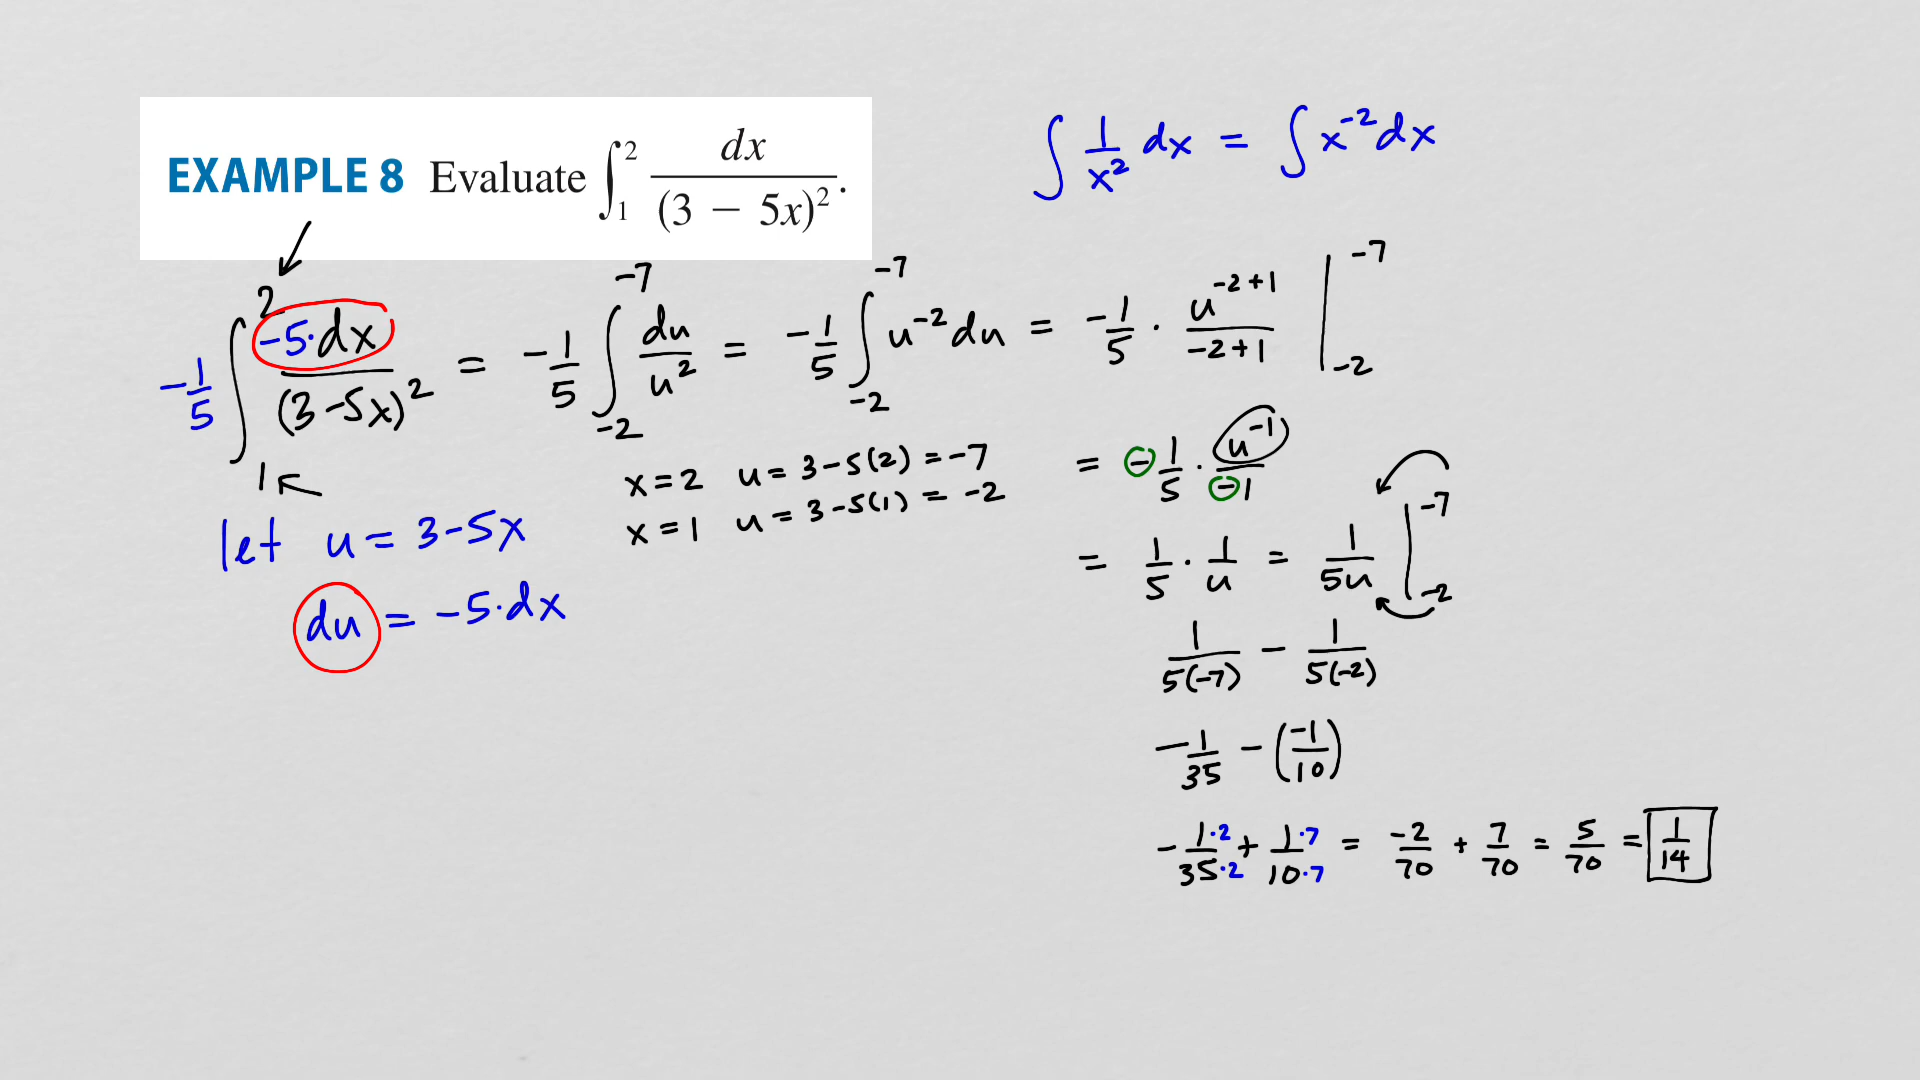 EXAMPLE 8 Evaluate ∫₁² dx/(3 − 5x)².
∫ 1/x² dx = ∫ x⁻² dx
-1/5 ∫₁² -5·dx/(3-5x)² = -1/5 ∫₋₂⁻⁷ du/u² = -1/5 ∫₋₂⁻⁷ u⁻² du = -1/5 · u⁻²⁺¹/(-2+1) |₋₂⁻⁷
let u = 3-5x
du = -5·dx
x=2 u = 3-5(2) = -7
x=1 u = 3-5(1) = -2
= -1/5 · u⁻¹/-1
= 1/5 · 1/u = 1/5u |₋₂⁻⁷
1/5(-7) - 1/5(-2)
-1/35 - (-1/10)
-1·2/35·2 + 1·7/10·7 = -2/70 + 7/70 = 5/70 = 1/14